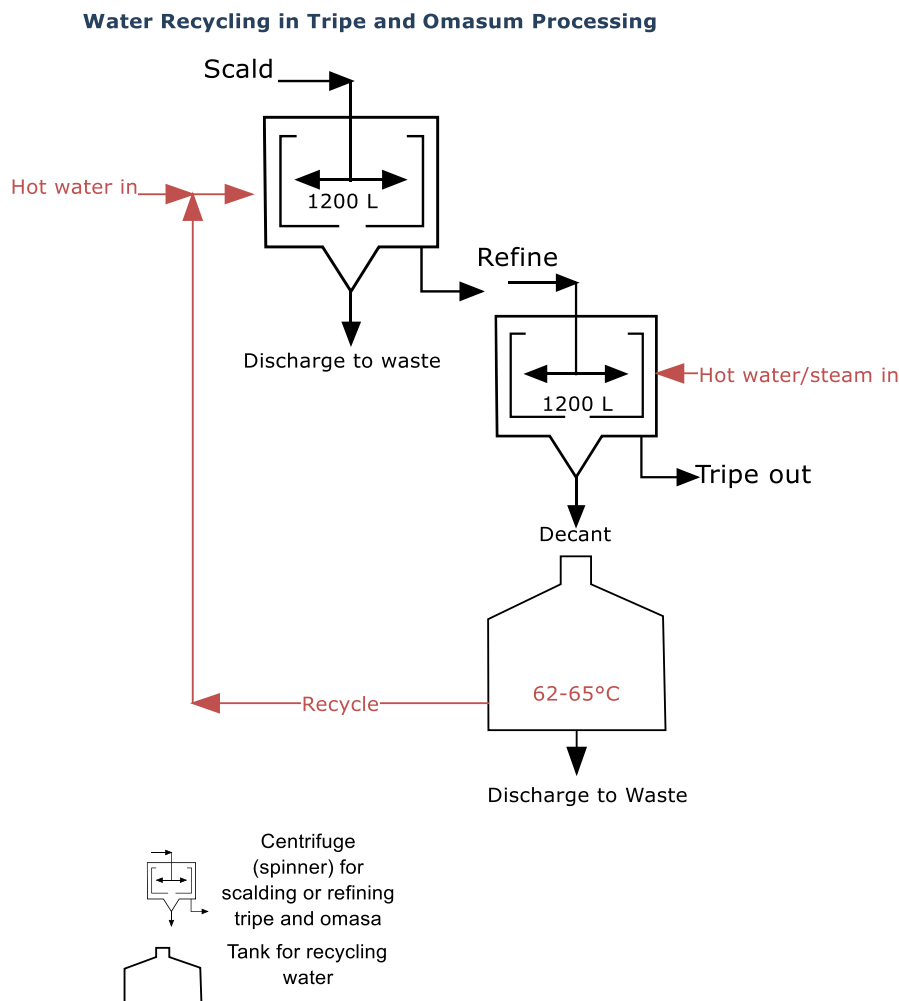 Water Recycling in Tripe and Omasum Processing
Scald
Hot water in
1200 L
Refine
Discharge to waste
Hot water/steam in
1200 L
Tripe out
Decant
62-65°C
Recycle
Discharge to Waste
Centrifuge
(spinner) for
scalding or refining
tripe and omasa
Tank for recycling
water